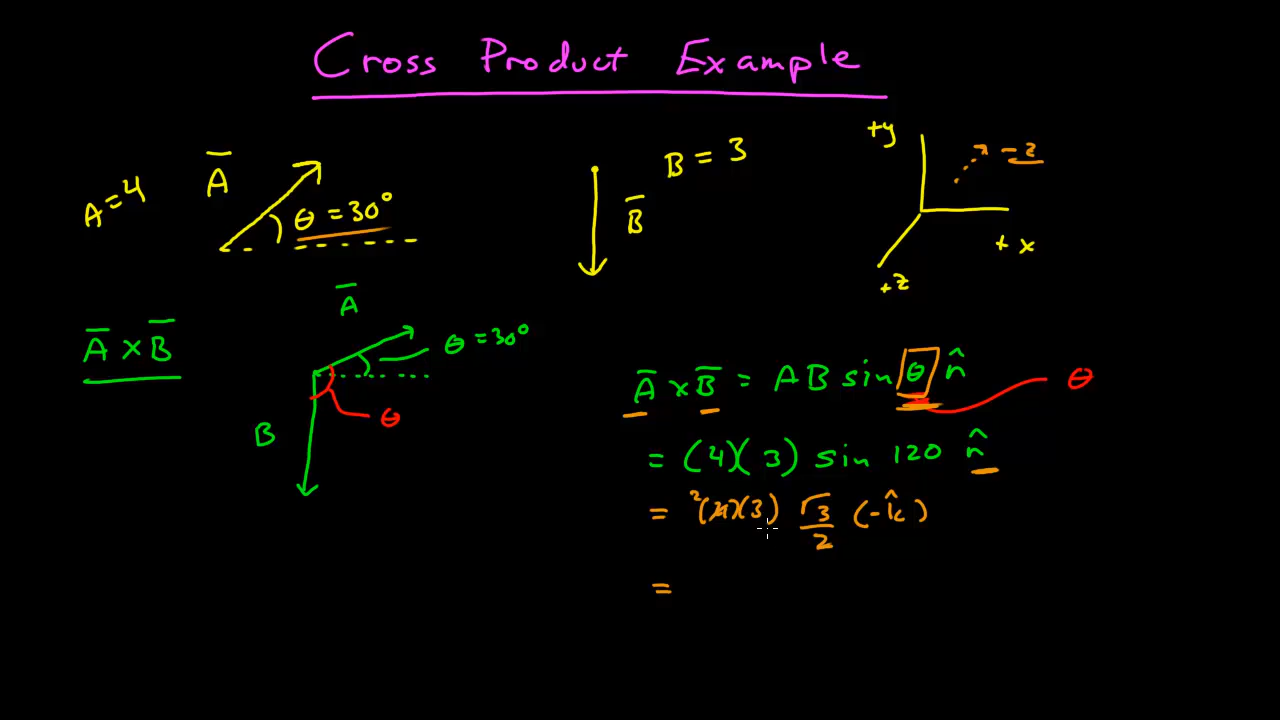 Cross Product Example
A=4 A̅ θ = 30°
B = 3
B̅
+y -z
+x
+z
A̅ × B̅
A̅
θ = 30°
θ
B
A̅ × B̅ = AB sin θ n̂ θ
= (4)(3) sin 120 n̂
= ²(4)(3) √3/2 (-k̂)
=